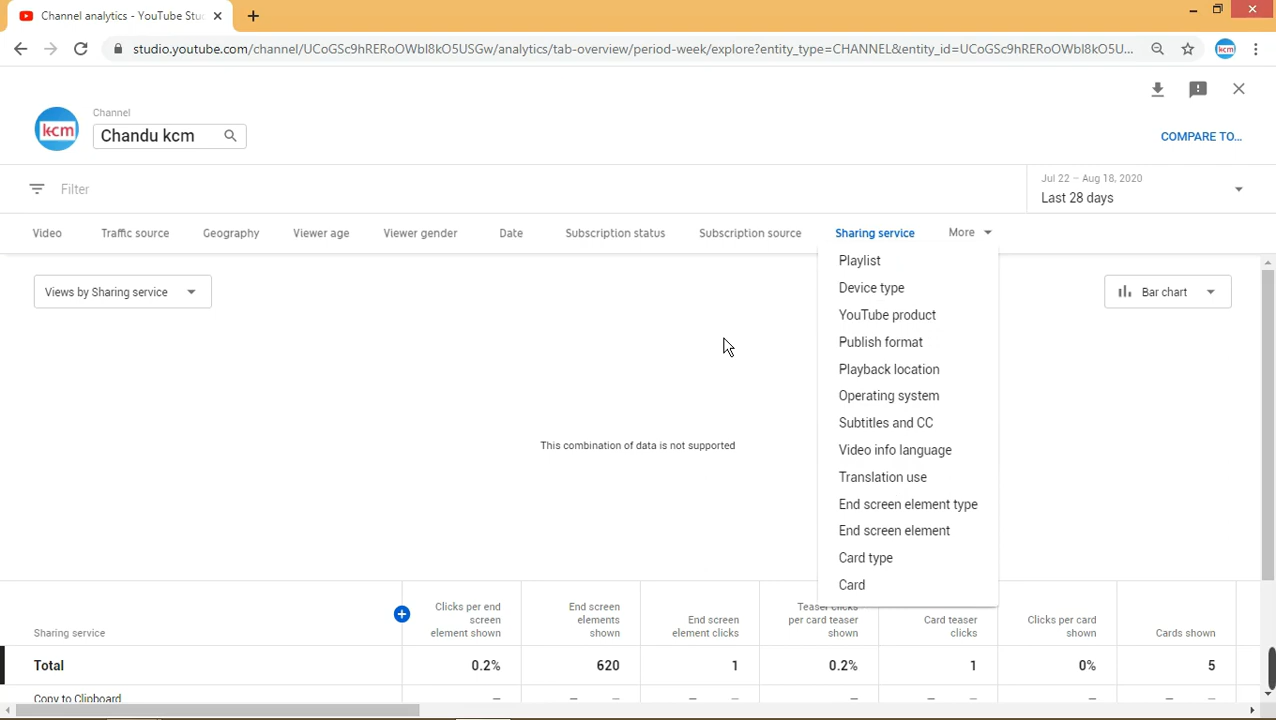 Channel analytics - YouTube Stu
studio.youtube.com/channel/UCoGSc9hRERoOWbI8kO5USGw/analytics/tab-overview/period-week/explore?entity_type=CHANNEL&entity_id=UCoGSc9hRERoOWbI8kO5U...
kcm
kcm
Channel
Chandu kcm
COMPARE TO...
Filter
Jul 22 – Aug 18, 2020
Last 28 days
Video Traffic source Geography Viewer age Viewer gender Date Subscription status Subscription source Sharing service More
Playlist
Device type
YouTube product
Publish format
Playback location
Operating system
Subtitles and CC
Video info language
Translation use
End screen element type
End screen element
Card type
Card
Views by Sharing service
Bar chart
This combination of data is not supported
Sharing service
Clicks per end
screen
element shown
End screen
elements
shown
End screen
element clicks
Teaser clicks
per card teaser
shown
Card teaser
clicks
Clicks per card
shown
Cards shown
Total 0.2% 620 1 0.2% 1 0% 5
Copy to Clipboard – – – – – – – – – – – –